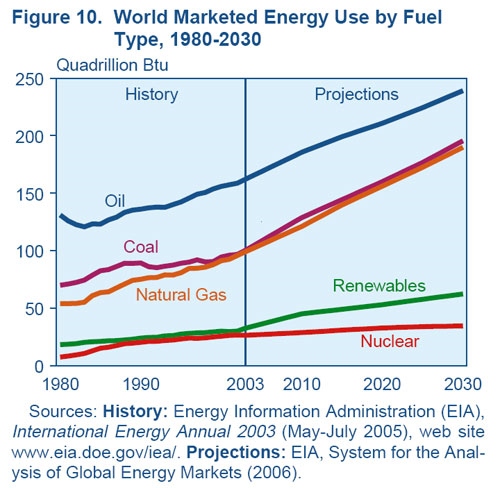 Figure 10. World Marketed Energy Use by Fuel
Type, 1980-2030
Quadrillion Btu
250
History
Projections
200
150
Oil
Coal
100
Natural Gas
Renewables
50
Nuclear
0
1980
1990
2003
2010
2020
2030
Sources: History: Energy Information Administration (EIA),
International Energy Annual 2003 (May-July 2005), web site
www.eia.doe.gov/iea/. Projections: EIA, System for the Anal-
ysis of Global Energy Markets (2006).